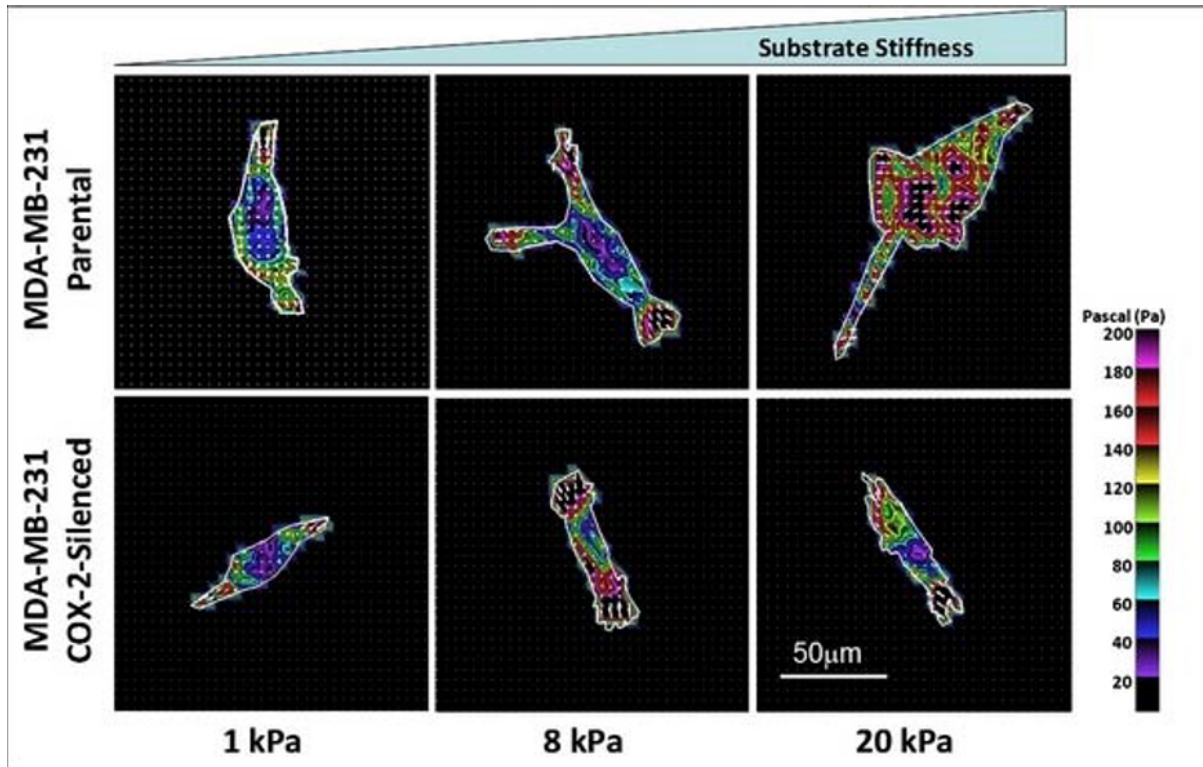 Substrate Stiffness
MDA-MB-231
Parental
MDA-MB-231
COX-2-Silenced
Pascal (Pa)
200
180
160
140
120
100
80
60
40
20
50μm
1 kPa
8 kPa
20 kPa